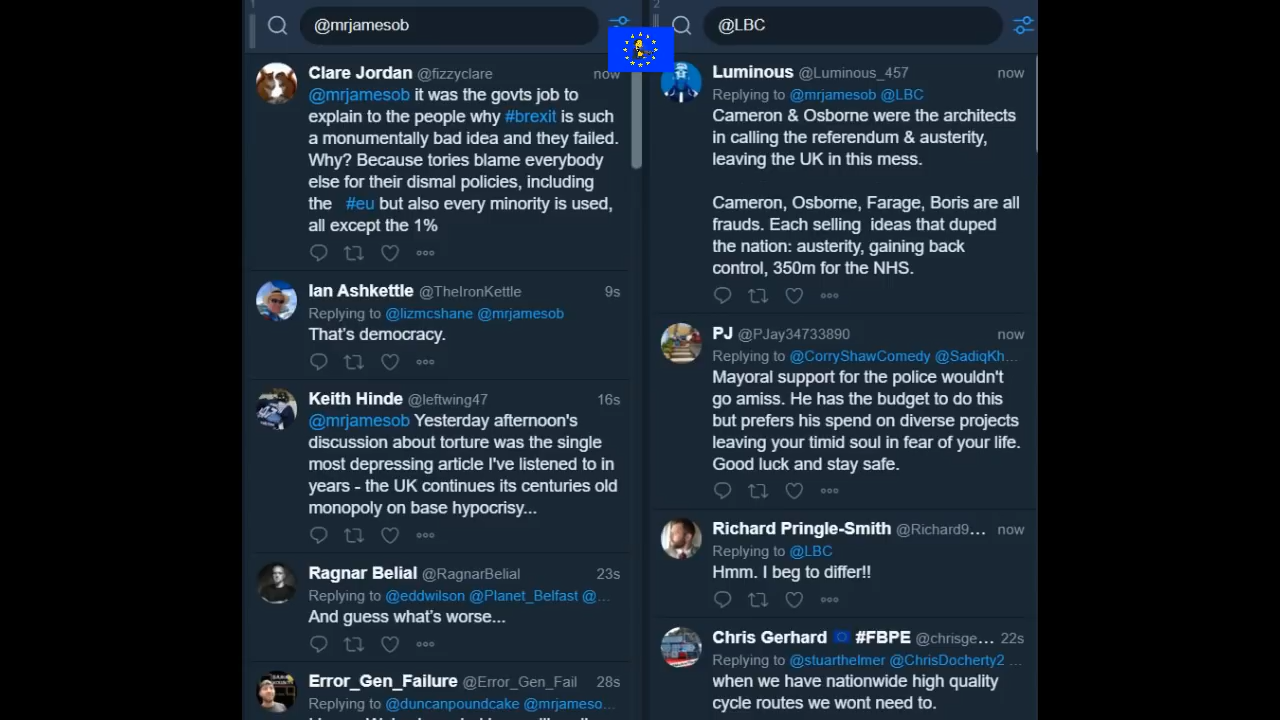 1
@mrjamesob
Clare Jordan @fizzyclare now
@mrjamesob it was the govts job to
explain to the people why #brexit is such
a monumentally bad idea and they failed.
Why? Because tories blame everybody
else for their dismal policies, including
the #eu but also every minority is used,
all except the 1%
Ian Ashkettle @TheIronKettle 9s
Replying to @lizmcshane @mrjamesob
That's democracy.
Keith Hinde @leftwing47 16s
@mrjamesob Yesterday afternoon's
discussion about torture was the single
most depressing article I've listened to in
years - the UK continues its centuries old
monopoly on base hypocrisy...
Ragnar Belial @RagnarBelial 23s
Replying to @eddwilson @Planet_Belfast @...
And guess what's worse...
Error_Gen_Failure @Error_Gen_Fail 28s
Replying to @duncanpoundcake @mrjameso...
2
@LBC
Luminous @Luminous_457 now
Replying to @mrjamesob @LBC
Cameron & Osborne were the architects
in calling the referendum & austerity,
leaving the UK in this mess.
Cameron, Osborne, Farage, Boris are all
frauds. Each selling ideas that duped
the nation: austerity, gaining back
control, 350m for the NHS.
PJ @PJay34733890 now
Replying to @CorryShawComedy @SadiqKh...
Mayoral support for the police wouldn't
go amiss. He has the budget to do this
but prefers his spend on diverse projects
leaving your timid soul in fear of your life.
Good luck and stay safe.
Richard Pringle-Smith @Richard9... now
Replying to @LBC
Hmm. I beg to differ!!
Chris Gerhard #FBPE @chrisge... 22s
Replying to @stuarthelmer @ChrisDocherty2 ...
when we have nationwide high quality
cycle routes we wont need to.